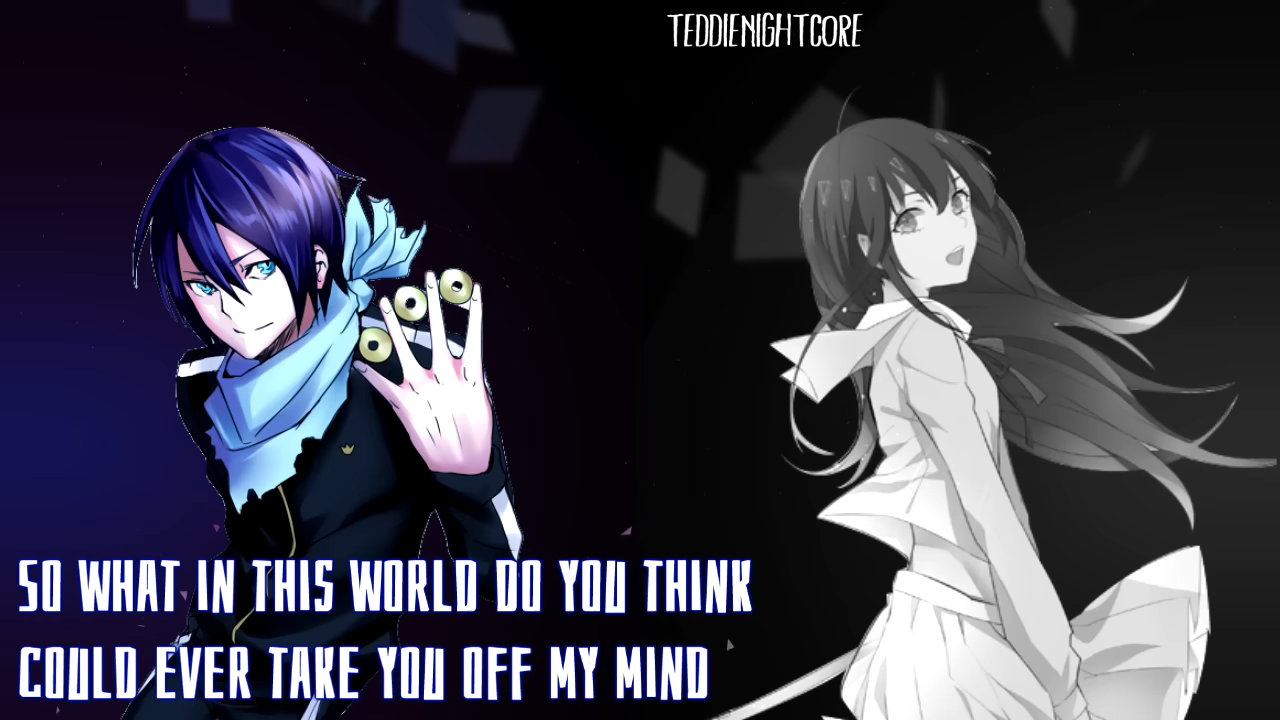 TEDDIENIGHTCORE
SO WHAT IN THIS WORLD DO YOU THINK
COULD EVER TAKE YOU OFF MY MIND